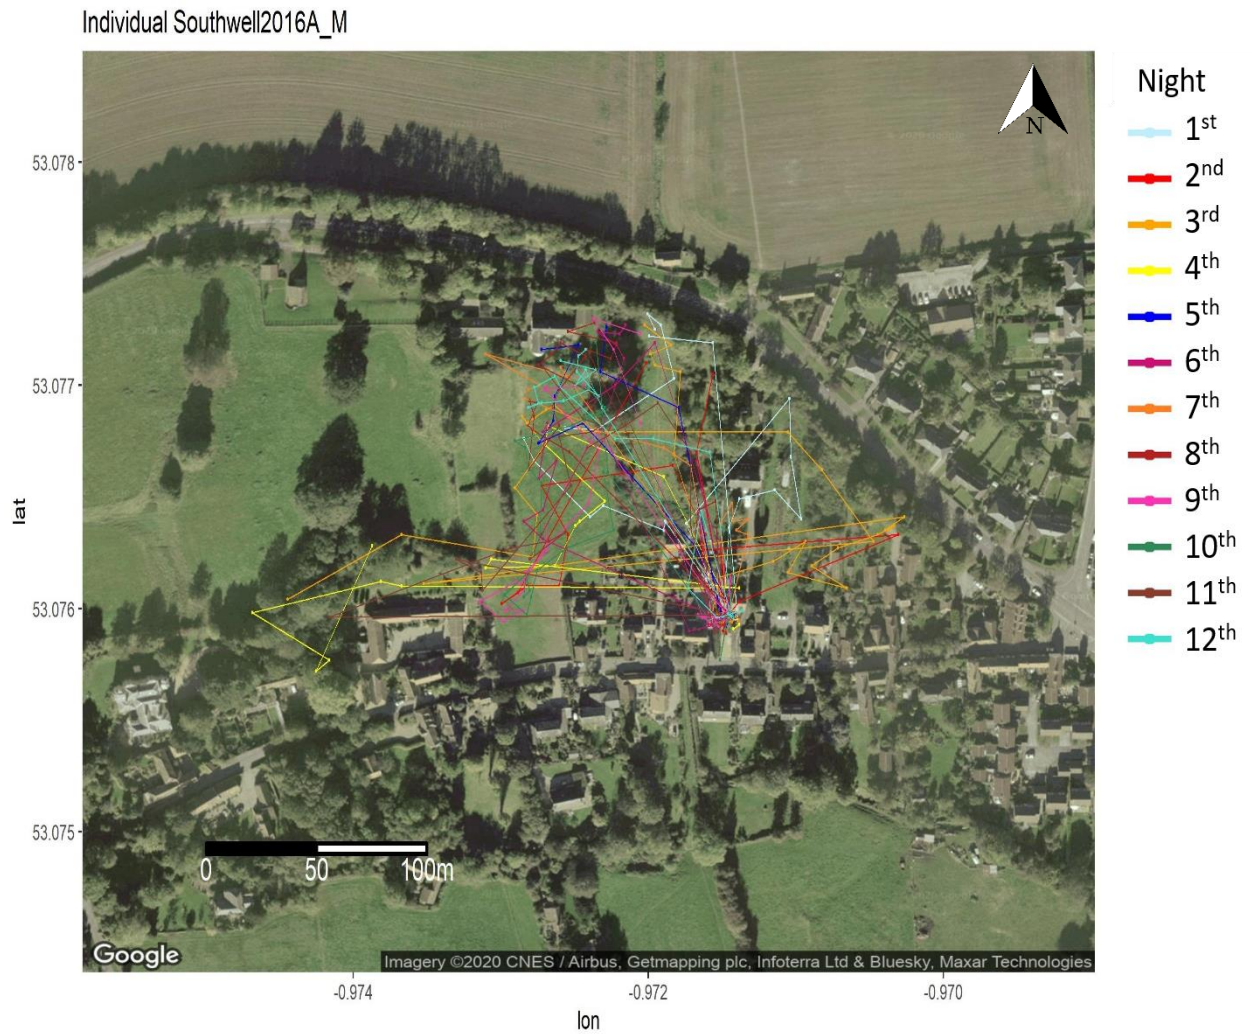 Individual Southwell2016A_M
N
Night
1st
2nd
3rd
4th
5th
6th
7th
8th
9th
10th
11th
12th
53.078
53.077
53.076
53.075
lat
0 50 100m
Google
Imagery ©2020 CNES / Airbus, Getmapping plc, Infoterra Ltd & Bluesky, Maxar Technologies
-0.974 -0.972 -0.970
lon